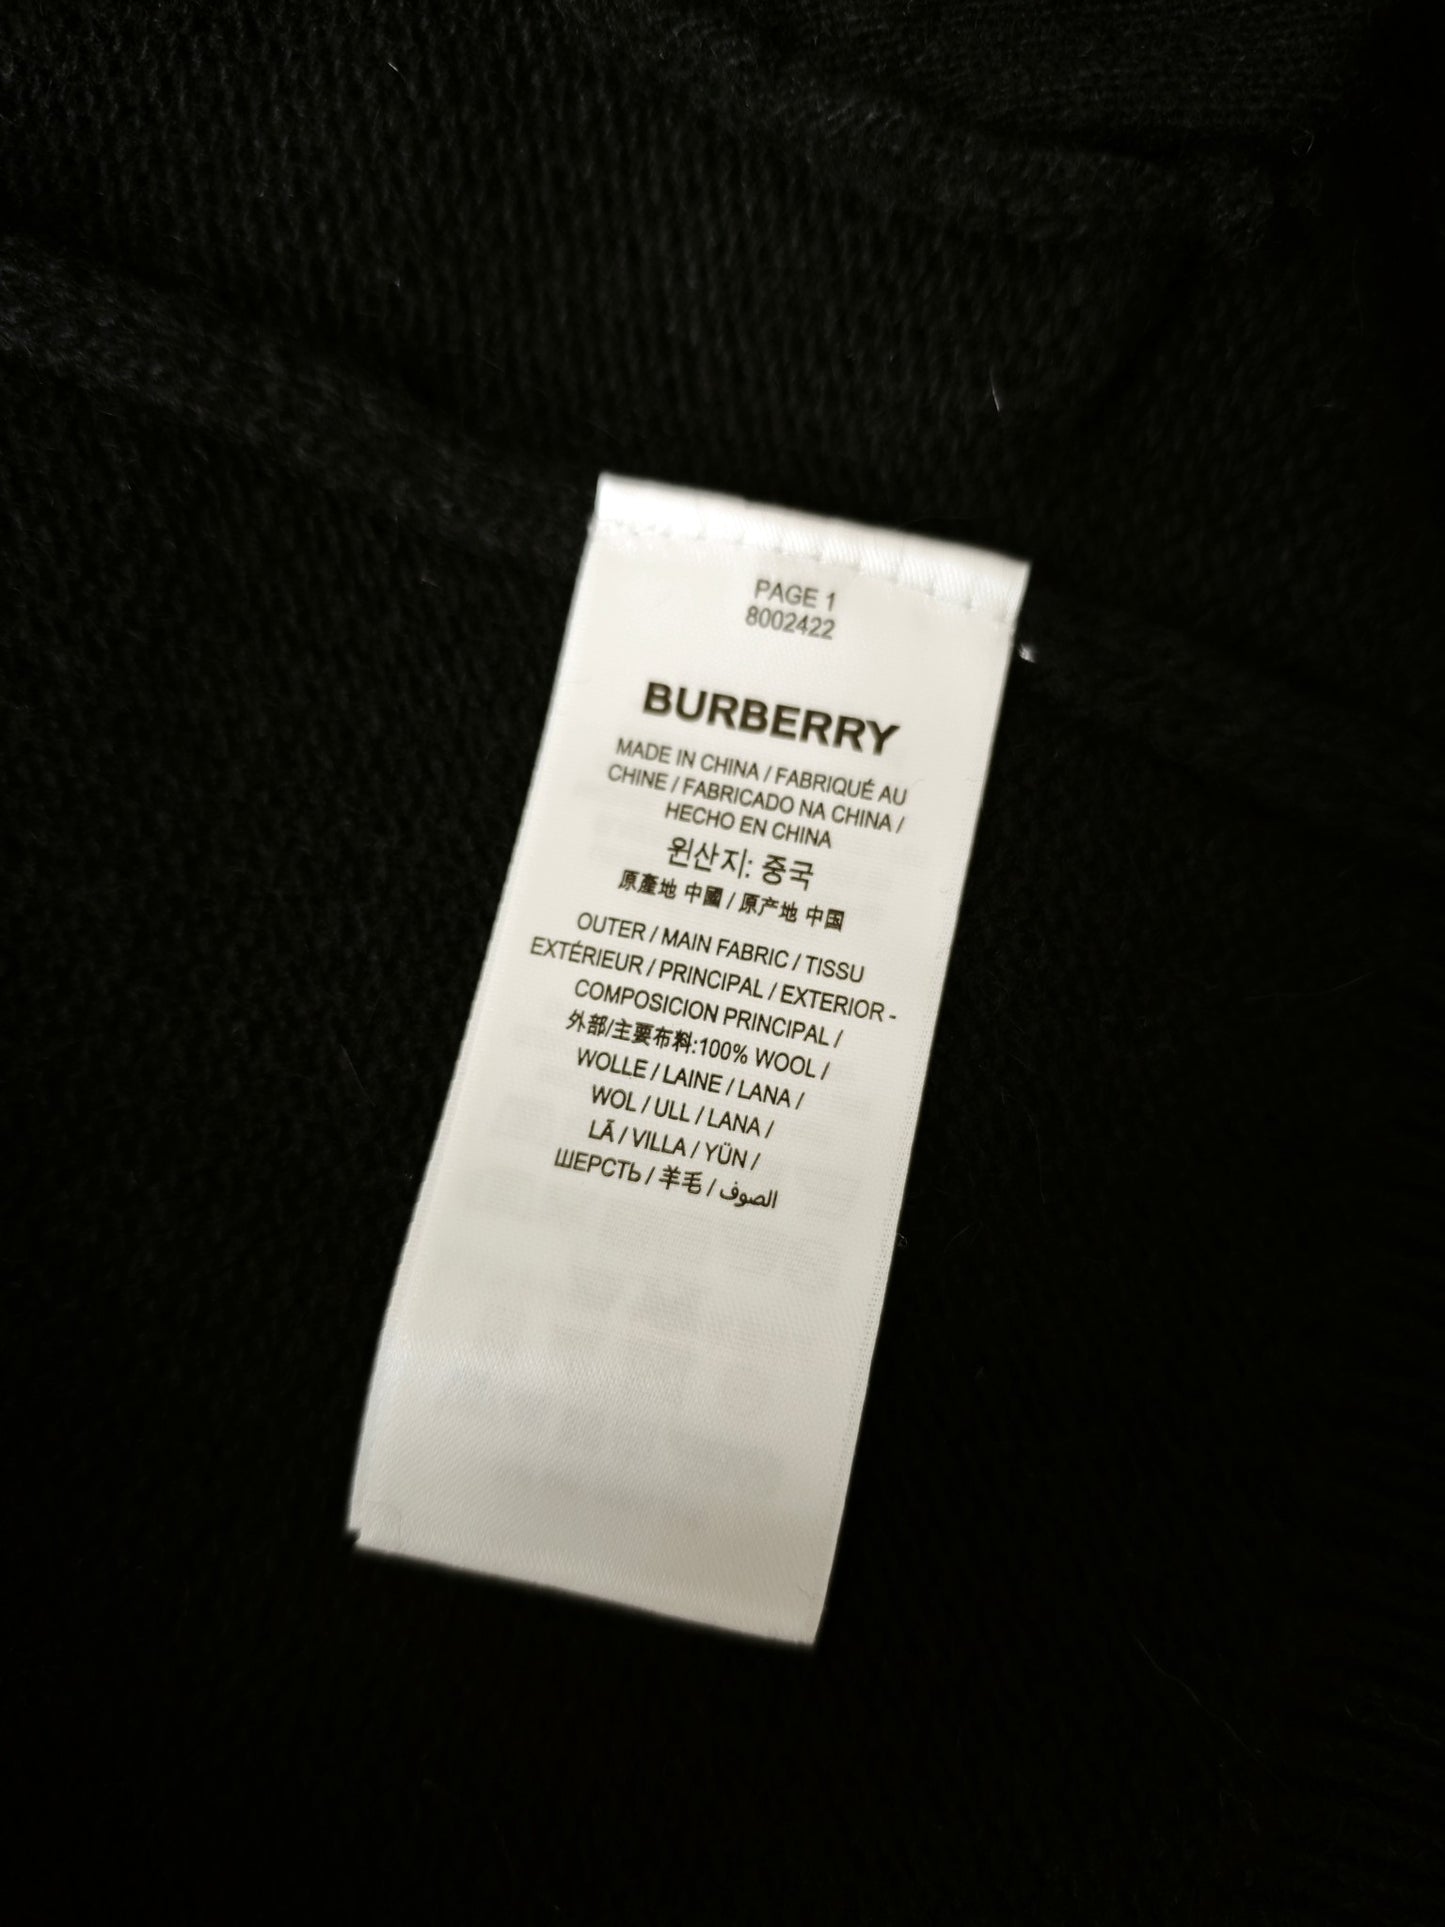 PAGE 1
8002422
BURBERRY
MADE IN CHINA / FABRIQUÉ AU
CHINE / FABRICADO NA CHINA /
HECHO EN CHINA
원산지: 중국
原產地 中國 / 原产地 中国
OUTER / MAIN FABRIC / TISSU
EXTÉRIEUR / PRINCIPAL / EXTERIOR -
COMPOSICION PRINCIPAL /
外部/主要布料:100% WOOL /
WOLLE / LAINE / LANA /
WOL / ULL / LANA /
LÃ / VILLA / YÜN /
ШЕРСТЬ / 羊毛 / الصوف